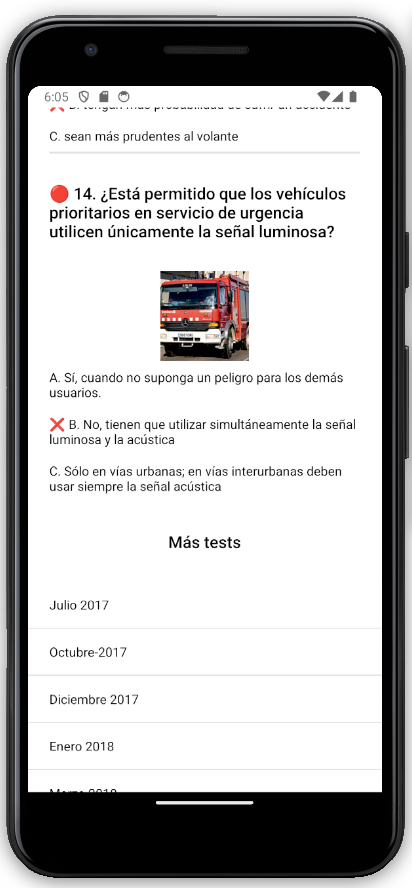 6:05
C. sean más prudentes al volante
14. ¿Está permitido que los vehículos
prioritarios en servicio de urgencia
utilicen únicamente la señal luminosa?
A. Sí, cuando no suponga un peligro para los demás
usuarios.
B. No, tienen que utilizar simultáneamente la señal
luminosa y la acústica
C. Sólo en vías urbanas; en vías interurbanas deben
usar siempre la señal acústica
Más tests
Julio 2017
Octubre-2017
Diciembre 2017
Enero 2018